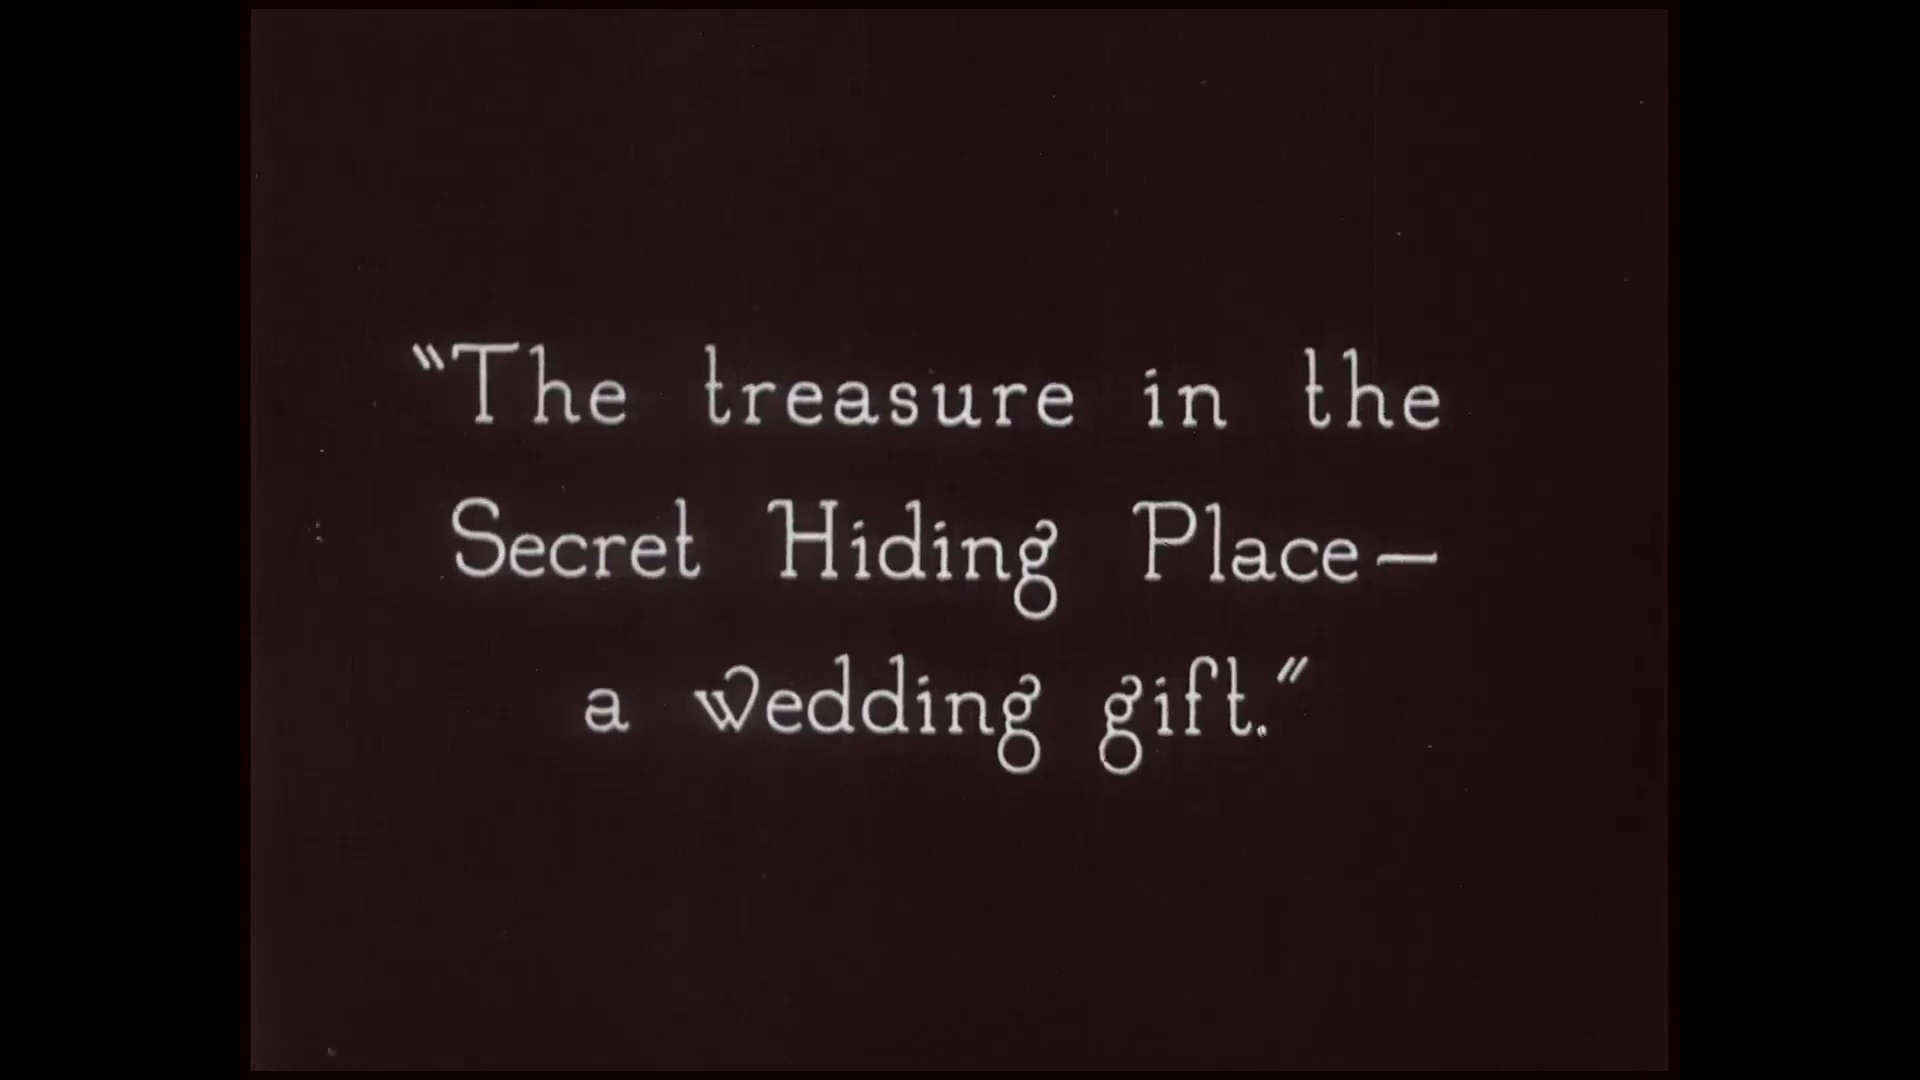 "The treasure in the
Secret Hiding Place—
a wedding gift."